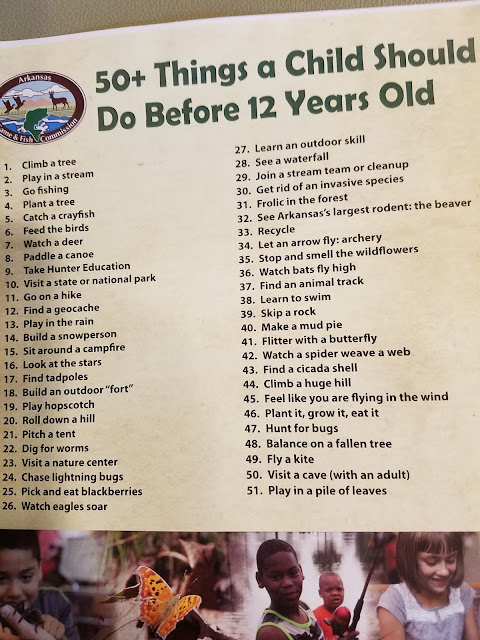 Arkansas
Game & Fish Commission
50+ Things a Child Should
Do Before 12 Years Old
1. Climb a tree
2. Play in a stream
3. Go fishing
4. Plant a tree
5. Catch a crayfish
6. Feed the birds
7. Watch a deer
8. Paddle a canoe
9. Take Hunter Education
10. Visit a state or national park
11. Go on a hike
12. Find a geocache
13. Play in the rain
14. Build a snowperson
15. Sit around a campfire
16. Look at the stars
17. Find tadpoles
18. Build an outdoor "fort"
19. Play hopscotch
20. Roll down a hill
21. Pitch a tent
22. Dig for worms
23. Visit a nature center
24. Chase lightning bugs
25. Pick and eat blackberries
26. Watch eagles soar
27. Learn an outdoor skill
28. See a waterfall
29. Join a stream team or cleanup
30. Get rid of an invasive species
31. Frolic in the forest
32. See Arkansas's largest rodent: the beaver
33. Recycle
34. Let an arrow fly: archery
35. Stop and smell the wildflowers
36. Watch bats fly high
37. Find an animal track
38. Learn to swim
39. Skip a rock
40. Make a mud pie
41. Flitter with a butterfly
42. Watch a spider weave a web
43. Find a cicada shell
44. Climb a huge hill
45. Feel like you are flying in the wind
46. Plant it, grow it, eat it
47. Hunt for bugs
48. Balance on a fallen tree
49. Fly a kite
50. Visit a cave (with an adult)
51. Play in a pile of leaves